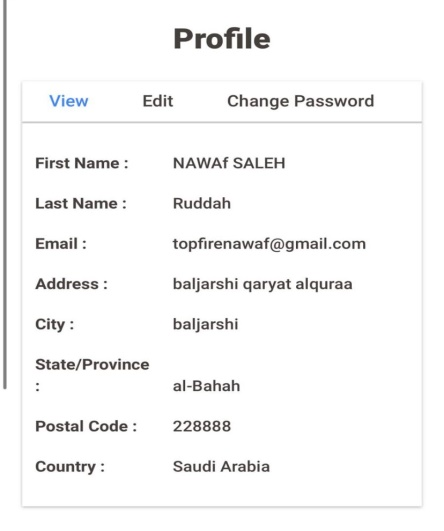 Profile
View Edit Change Password
First Name : NAWAf SALEH
Last Name : Ruddah
Email : topfirenawaf@gmail.com
Address : baljarshi qaryat alquraa
City : baljarshi
State/Province
: al-Bahah
Postal Code : 228888
Country : Saudi Arabia